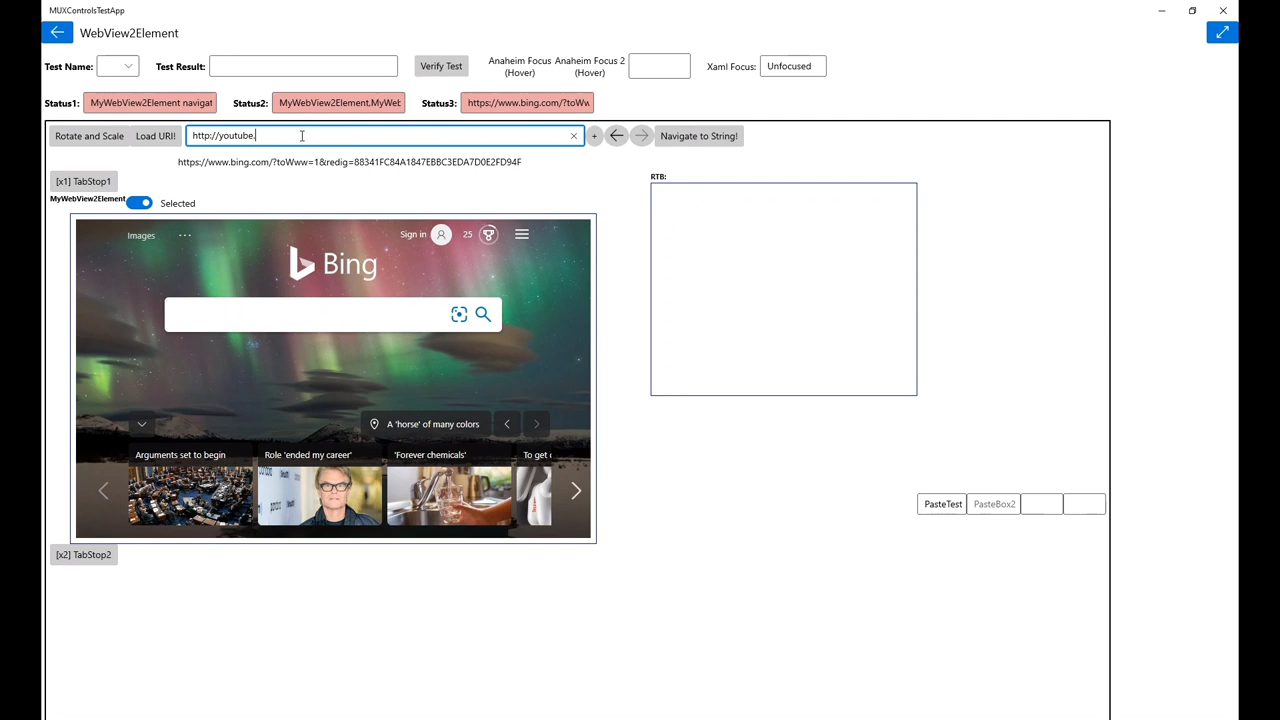 MUXControlsTestApp
WebView2Element
Test Name:
Test Result:
Verify Test
Anaheim Focus
(Hover)
Anaheim Focus 2
(Hover)
Xaml Focus:
Unfocused
Status1:
MyWebView2Element navigat
Status2:
MyWebView2Element,MyWeb
Status3:
https://www.bing.com/?toWw
Rotate and Scale
Load URI!
http://youtube.
+
Navigate to String!
https://www.bing.com/?toWww=1&redig=88341FC84A1847EBBC3EDA7D0E2FD94F
RTB:
[x1] TabStop1
MyWebView2Element
Selected
Images
...
Sign in
25
Bing
A 'horse' of many colors
Arguments set to begin
Role 'ended my career'
'Forever chemicals'
To get c
PasteTest
PasteBox2
[x2] TabStop2